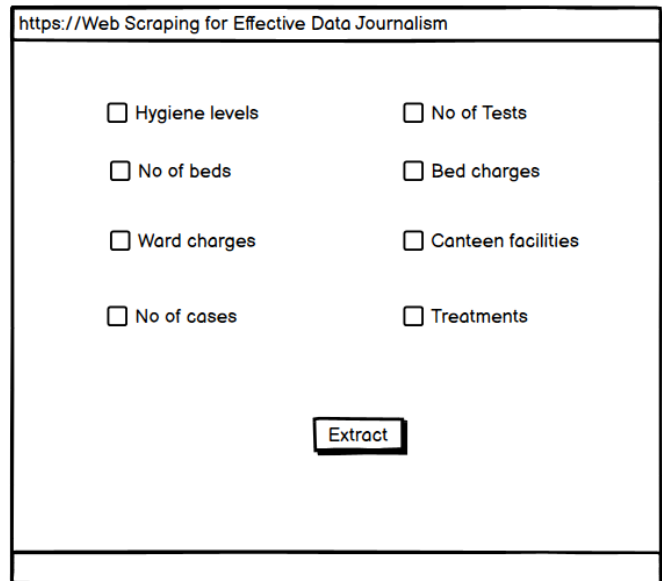 https://Web Scraping for Effective Data Journalism
Hygiene levels
No of Tests
No of beds
Bed charges
Ward charges
Canteen facilities
No of cases
Treatments
Extract